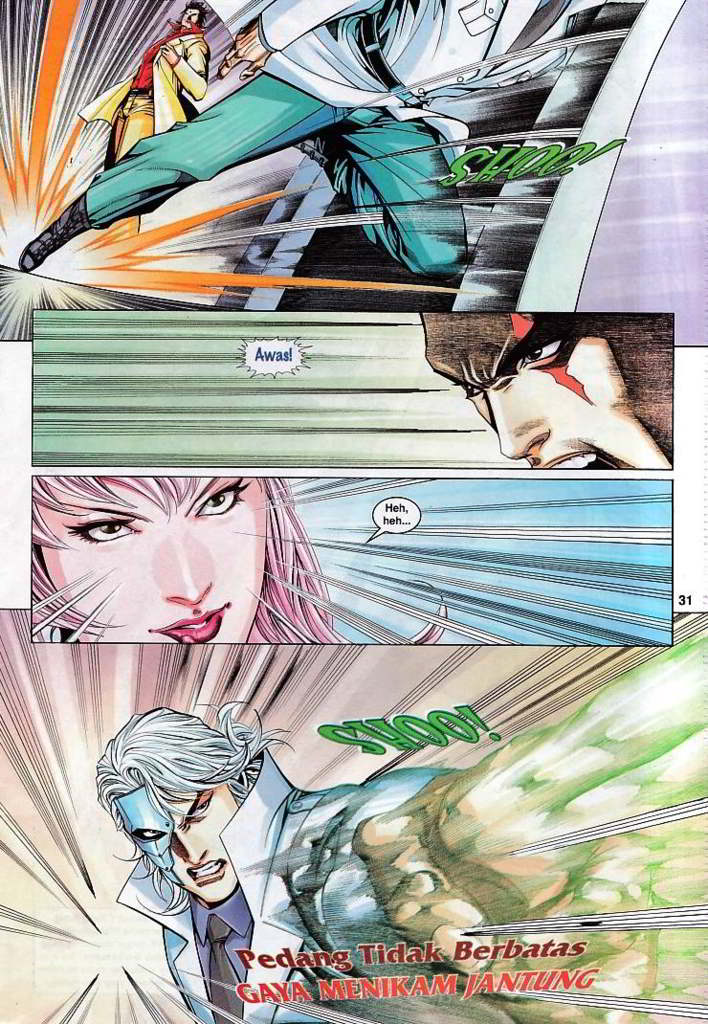 SHOO!
Awas!
Heh,
heh...
31
SHOO!
Pedang Tidak Berbatas
GAYA MENIKAM JANTUNG